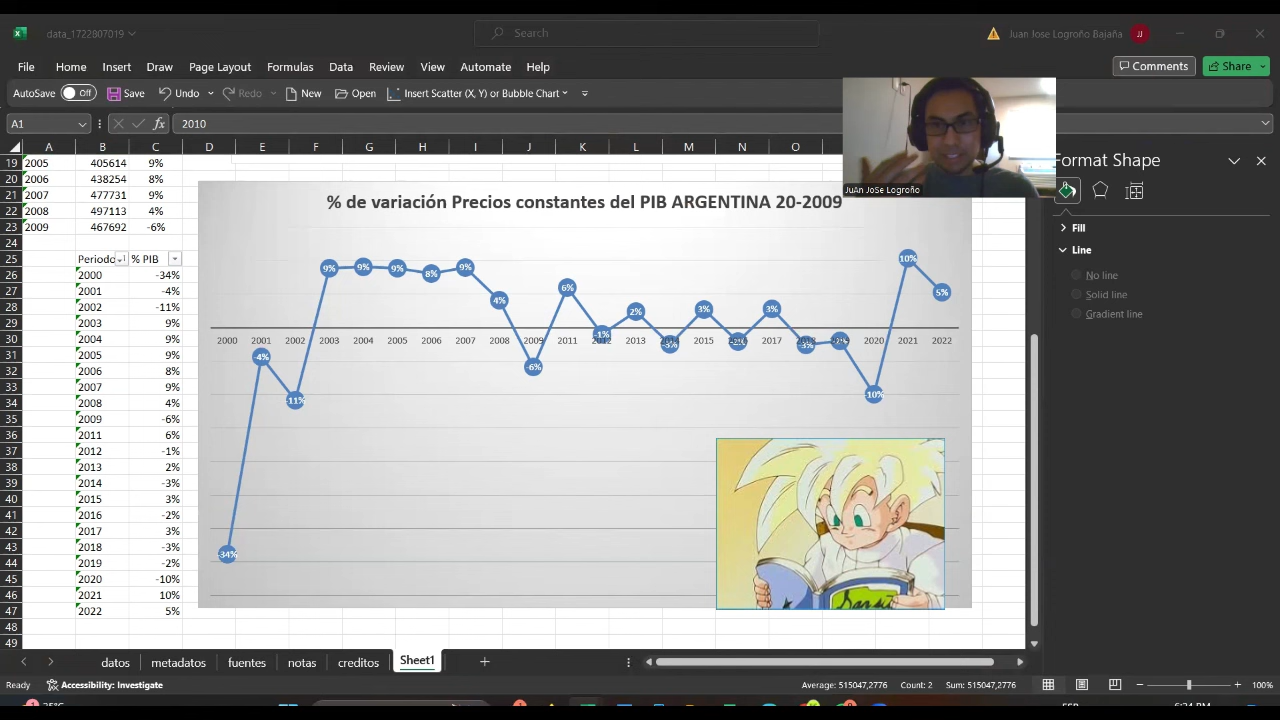 data_1722807019
Search
Juan Jose Logroño Bajaña
JJ
File Home Insert Draw Page Layout Formulas Data Review View Automate Help
Comments Share
AutoSave Off Save Undo Redo New Open Insert Scatter (X, Y) or Bubble Chart
A1 fx 2010
A B C D E F G H I J K L M N O
JuAn JoSe Logroño
Format Shape
Fill
Line
No line
Solid line
Gradient line
19 2005 405614 9%
20 2006 438254 8%
21 2007 477731 9%
22 2008 497113 4%
23 2009 467692 -6%
24
25 Periodo % PIB
26 2000 -34%
27 2001 -4%
28 2002 -11%
29 2003 9%
30 2004 9%
31 2005 9%
32 2006 8%
33 2007 9%
34 2008 4%
35 2009 -6%
36 2011 6%
37 2012 -1%
38 2013 2%
39 2014 -3%
40 2015 3%
41 2016 -2%
42 2017 3%
43 2018 -3%
44 2019 -2%
45 2020 -10%
46 2021 10%
47 2022 5%
48
49
% de variación Precios constantes del PIB ARGENTINA 20-2009
-34% -4% -11% 9% 9% 9% 8% 9% 4% -6% 6% -1% 2% -3% 3% 3% -3% -10% 10% 5%
2000 2001 2002 2003 2004 2005 2006 2007 2008 2009 2011 2012 2013 2014 2015 2017 2018 2019 2020 2021 2022
datos metadatos fuentes notas creditos Sheet1
Ready Accessibility: Investigate Average: 515047,2776 Count: 2 Sum: 515047,2776 100%